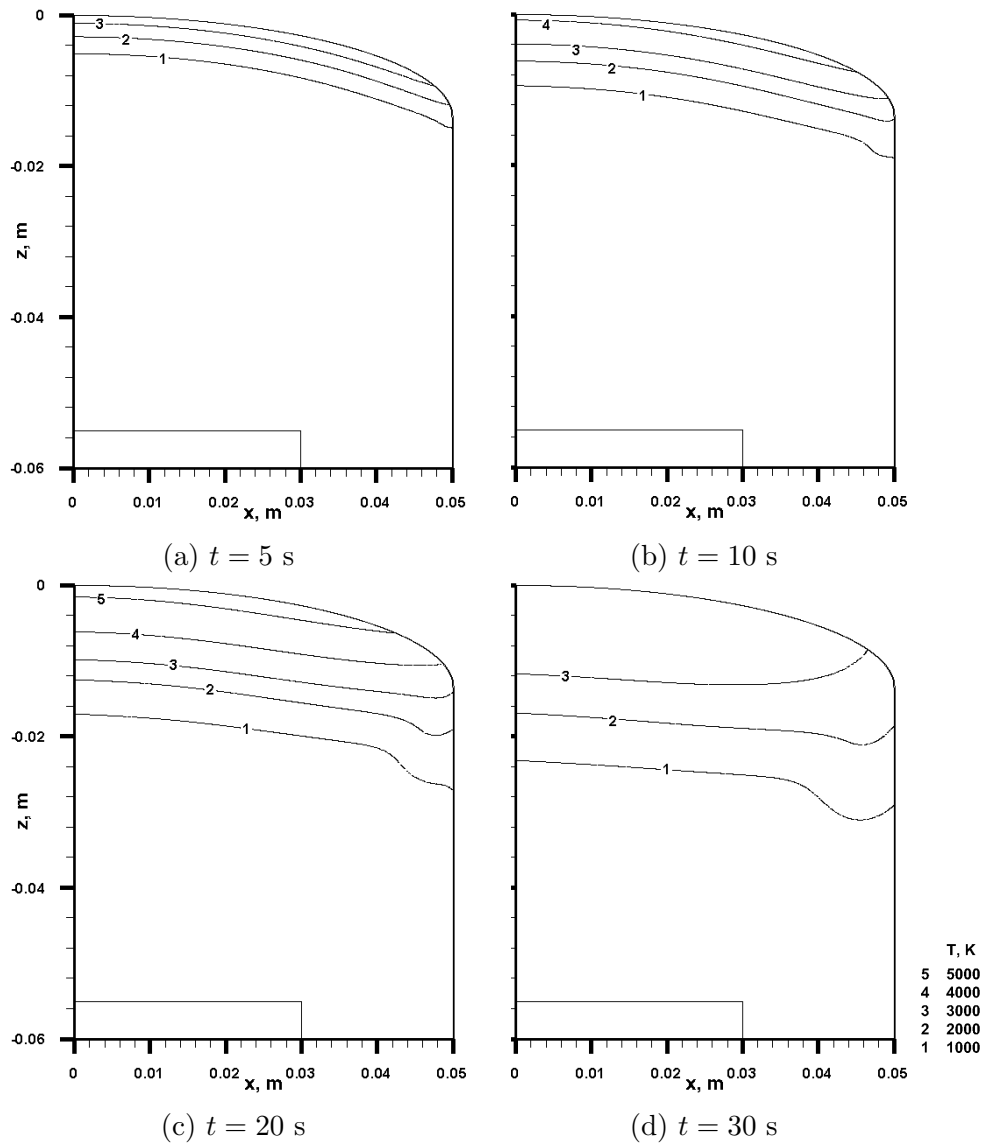 0
-0.02
-0.04
-0.06
z, m
3
2
1
0 0.01 0.02 0.03 0.04 0.05
x, m
(a) t = 5 s
4
3
2
1
0 0.01 0.02 0.03 0.04 0.05
x, m
(b) t = 10 s
0
-0.02
-0.04
-0.06
z, m
5
4
3
2
1
0 0.01 0.02 0.03 0.04 0.05
x, m
(c) t = 20 s
3
2
1
0 0.01 0.02 0.03 0.04 0.05
x, m
(d) t = 30 s
T, K
5 5000
4 4000
3 3000
2 2000
1 1000